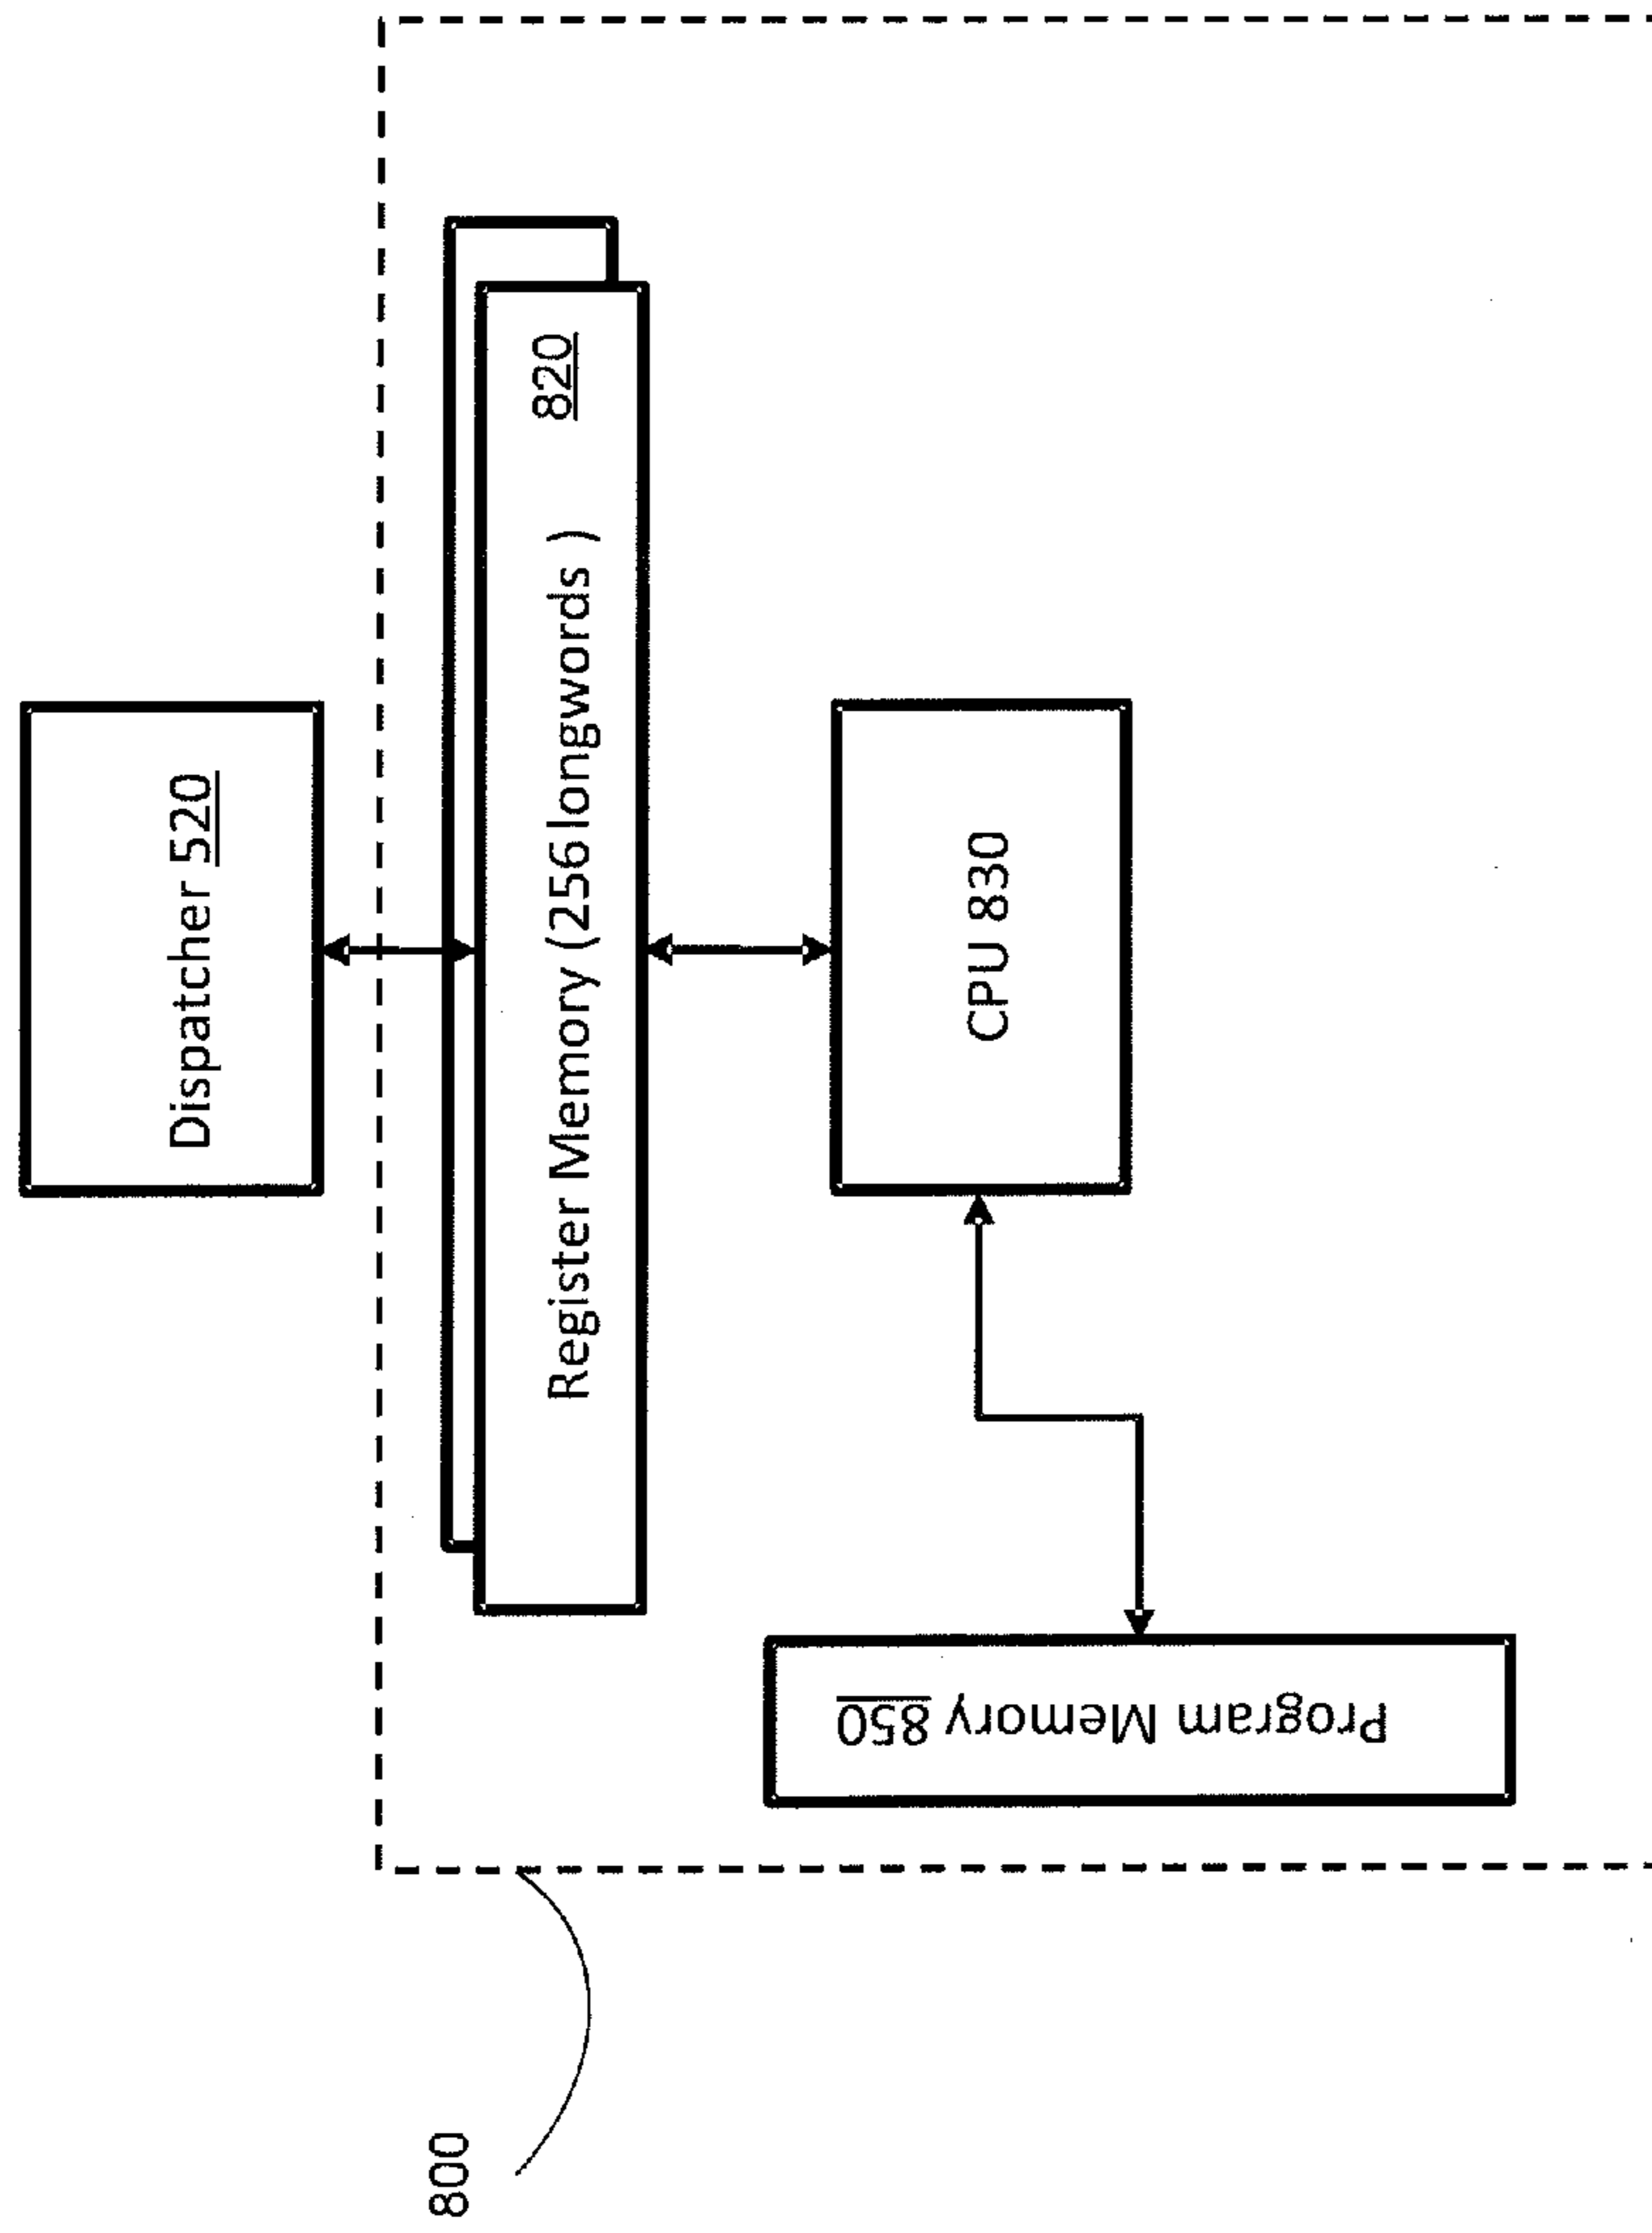 Dispatcher 520
Register Memory (256 longwords ) 820
CPU 830
Program Memory 850
800